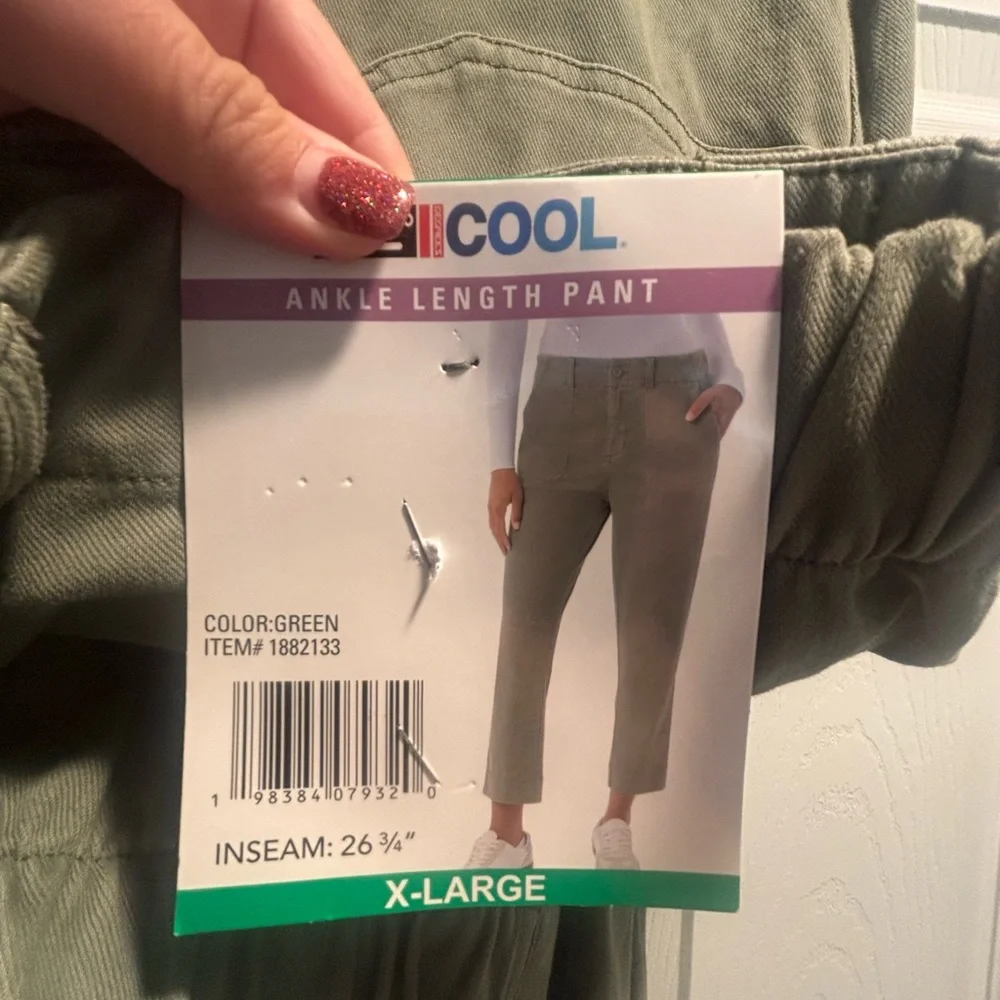 COOL
ANKLE LENGTH PANT
COLOR:GREEN
ITEM# 1882133
1 98384 07932 0
INSEAM: 26 3/4"
X-LARGE